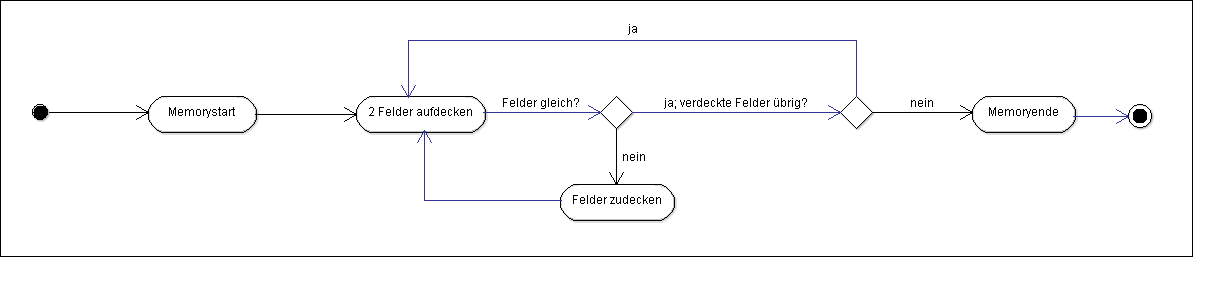 ja
Memorystart
2 Felder aufdecken
Felder gleich?
ja; verdeckte Felder übrig?
nein
Memoryende
nein
Felder zudecken